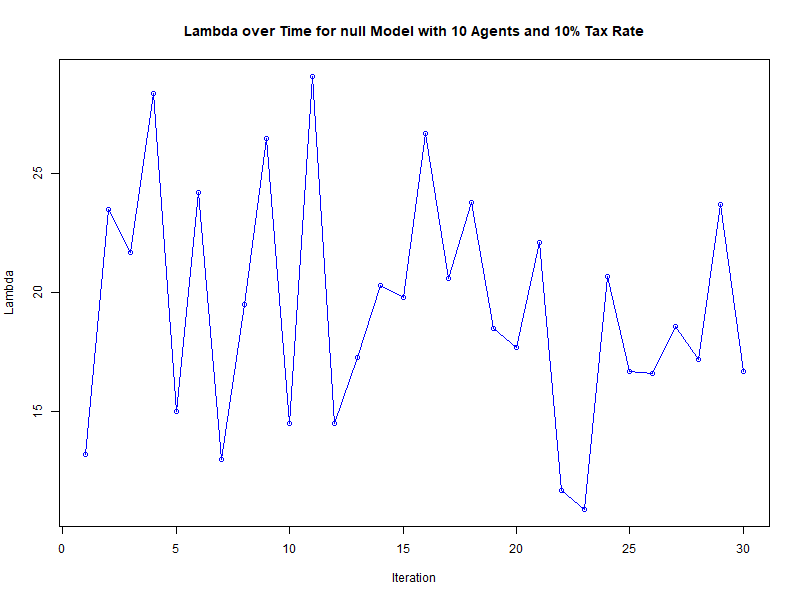 Lambda over Time for null Model with 10 Agents and 10% Tax Rate
25
20
15
Lambda
0 5 10 15 20 25 30
Iteration